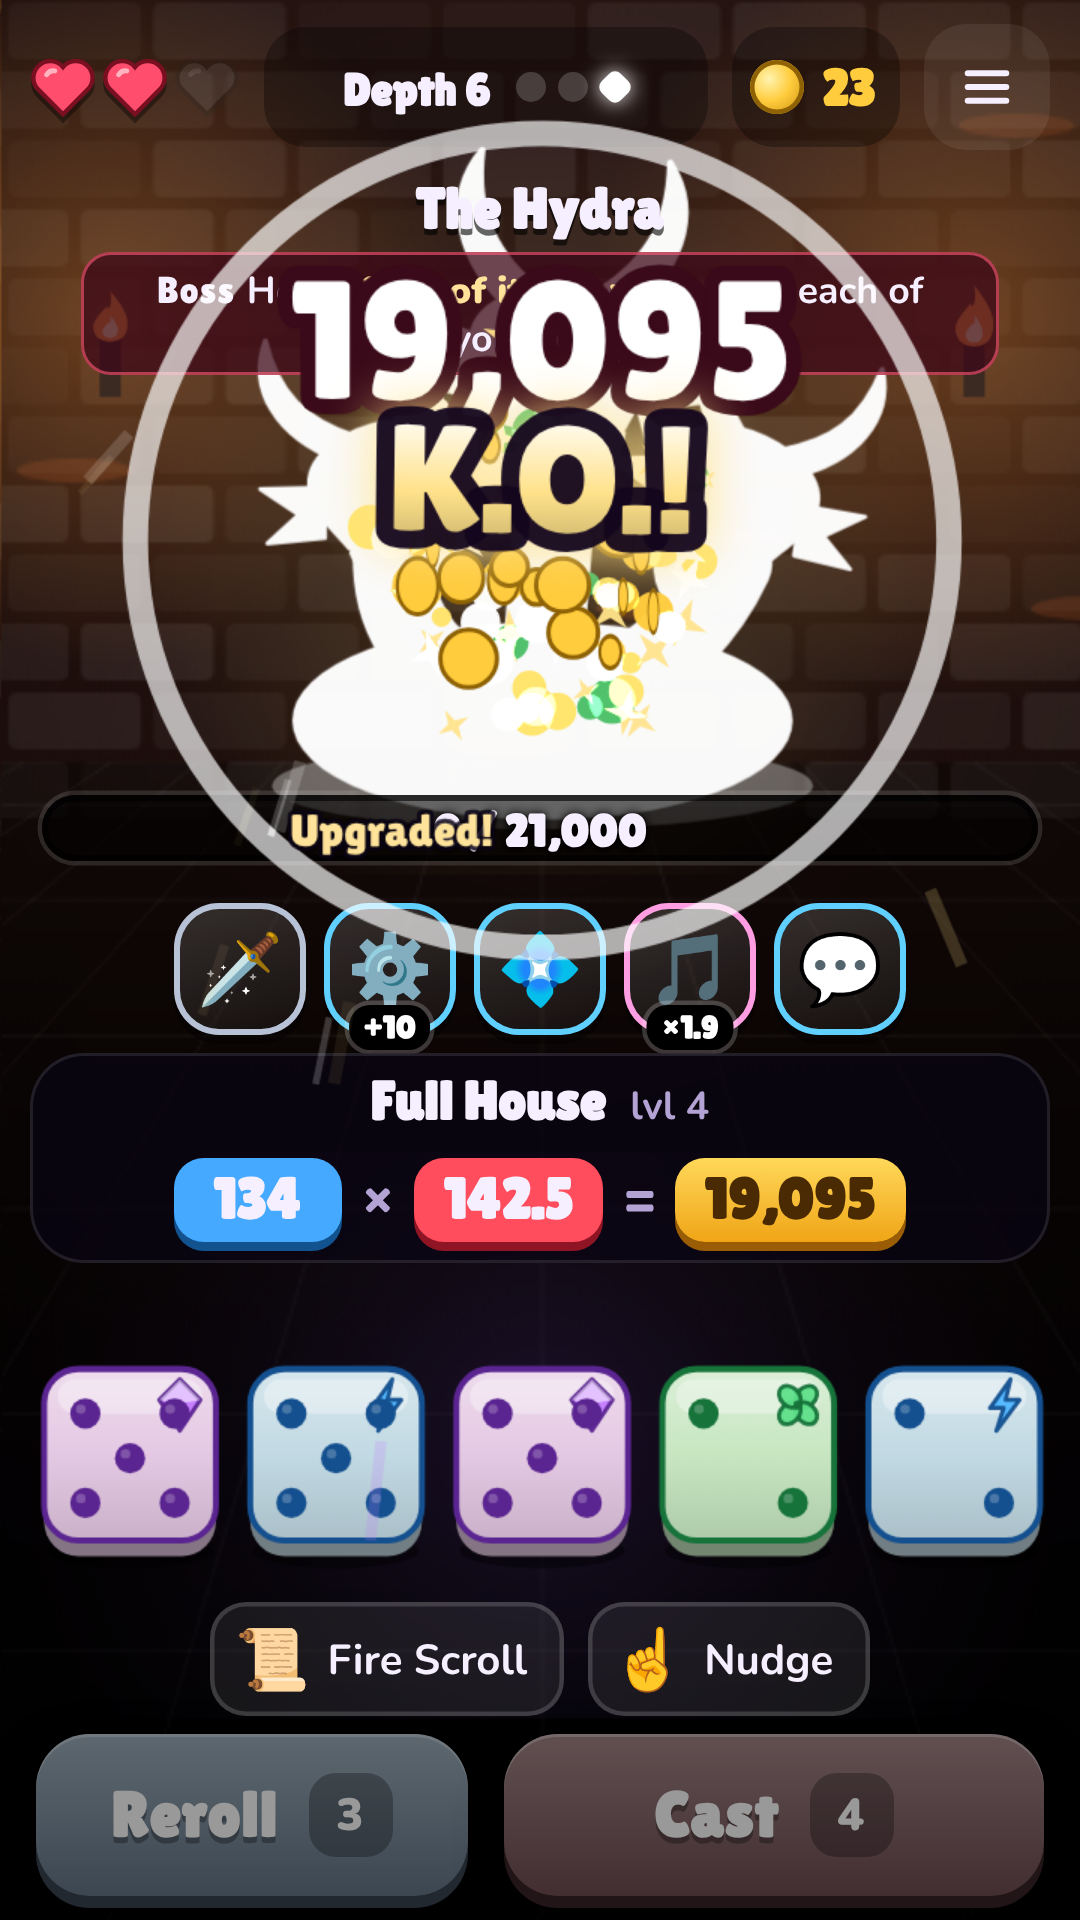 Depth 6
23
The Hydra
Boss of each of
19,095
K.O.!
Upgraded! 21,000
+10
×1.9
Full House lvl 4
134 × 142.5 = 19,095
Fire Scroll
Nudge
Reroll 3
Cast 4